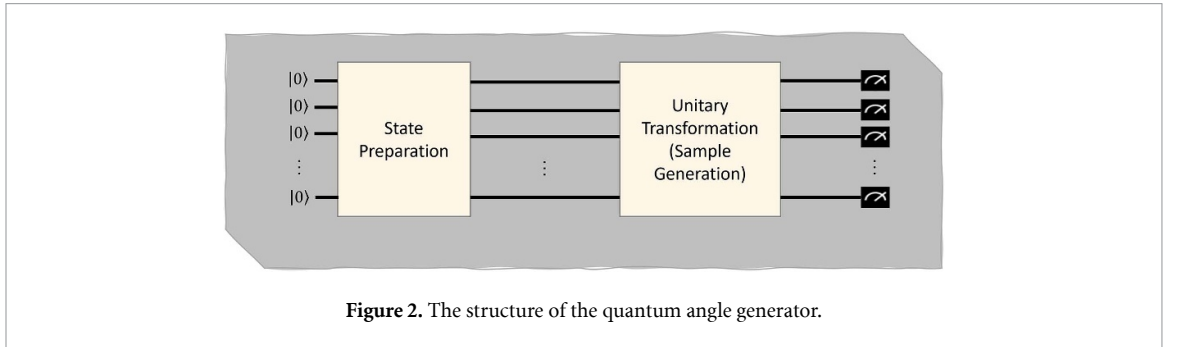 |0⟩
|0⟩
|0⟩
⋮
|0⟩
State
Preparation
⋮
Unitary
Transformation
(Sample
Generation)
⋮
Figure 2. The structure of the quantum angle generator.